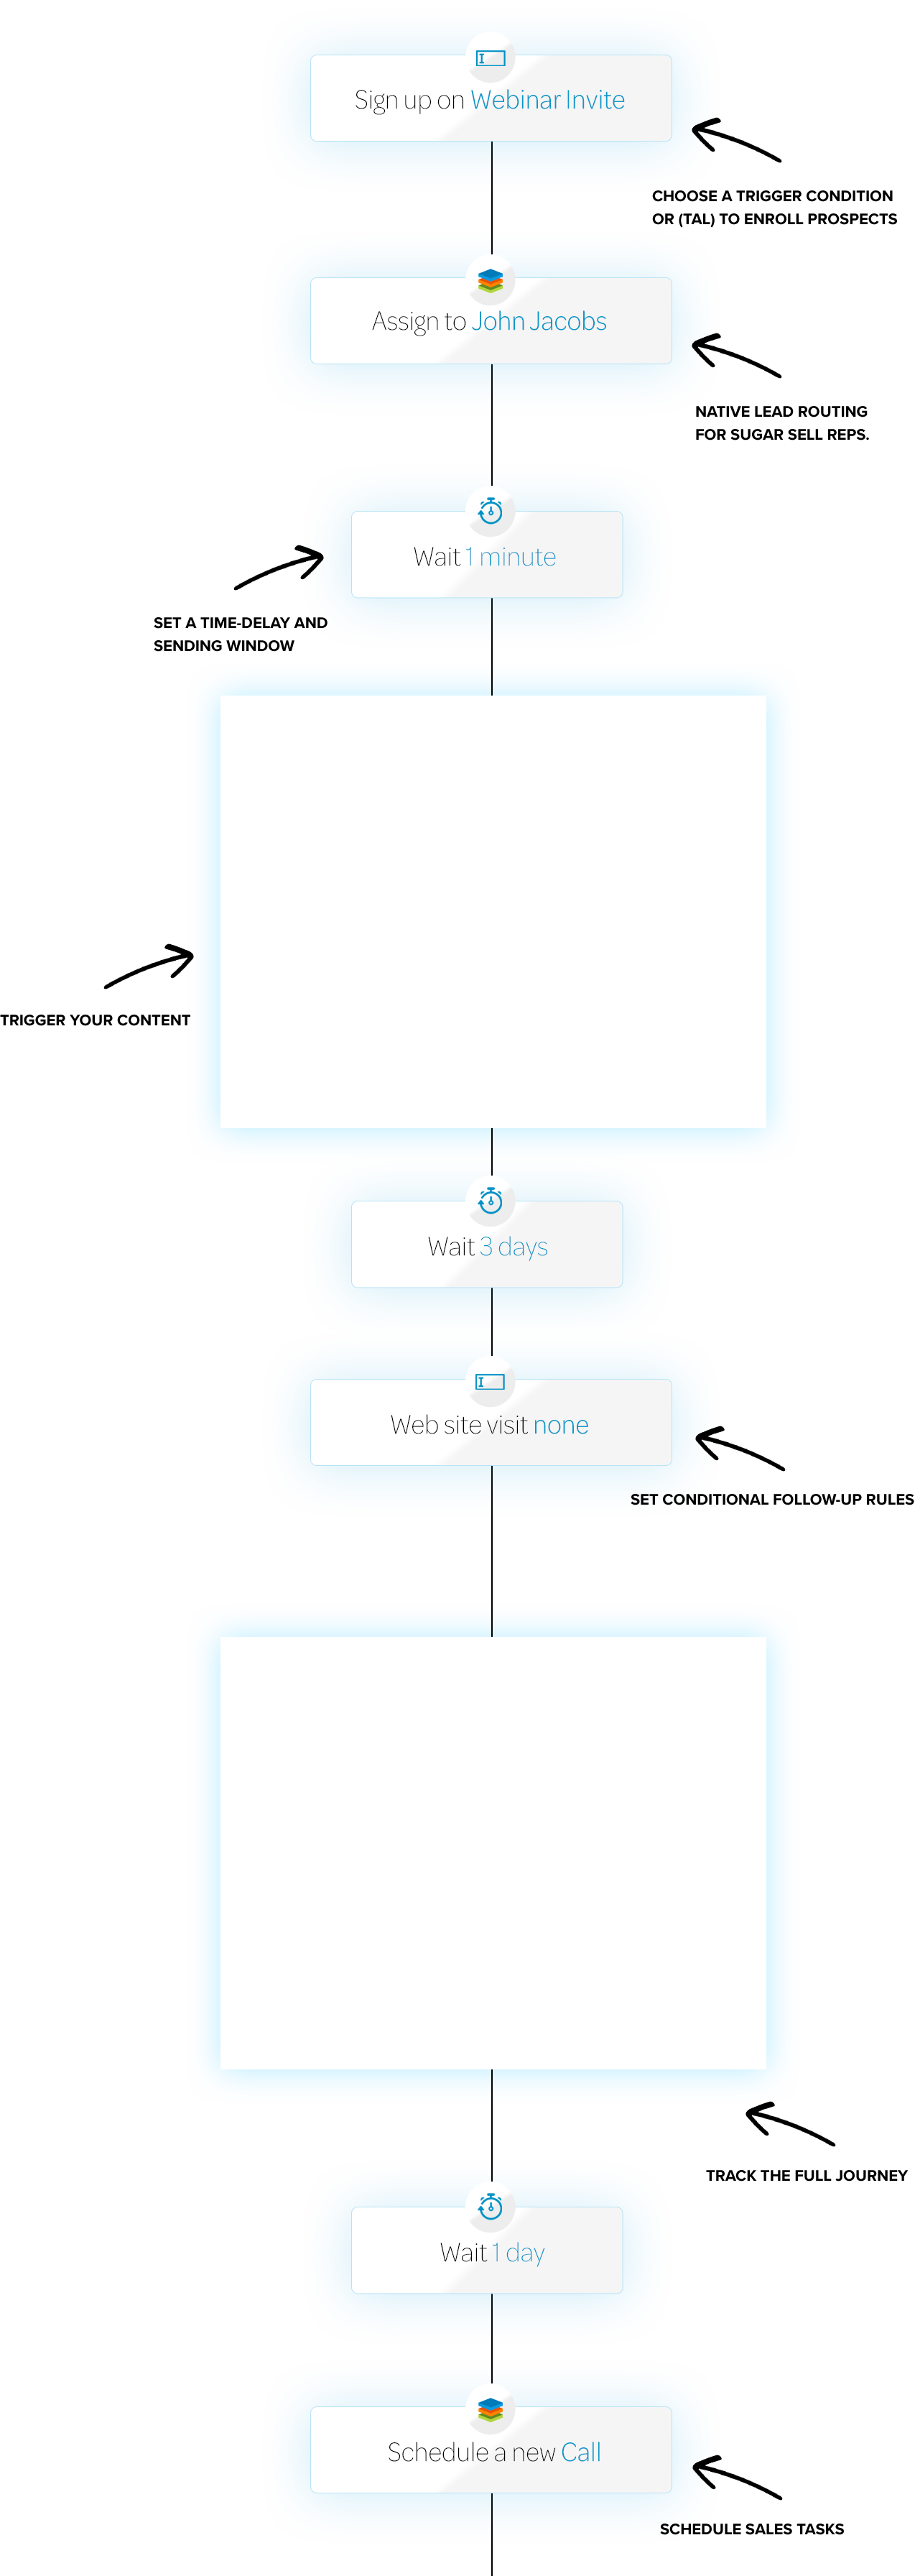 Sign up on Webinar Invite
CHOOSE A TRIGGER CONDITION
OR (TAL) TO ENROLL PROSPECTS
Assign to John Jacobs
NATIVE LEAD ROUTING
FOR SUGAR SELL REPS.
Wait 1 minute
SET A TIME-DELAY AND
SENDING WINDOW
TRIGGER YOUR CONTENT
Wait 3 days
Web site visit none
SET CONDITIONAL FOLLOW-UP RULES
TRACK THE FULL JOURNEY
Wait 1 day
Schedule a new Call
SCHEDULE SALES TASKS